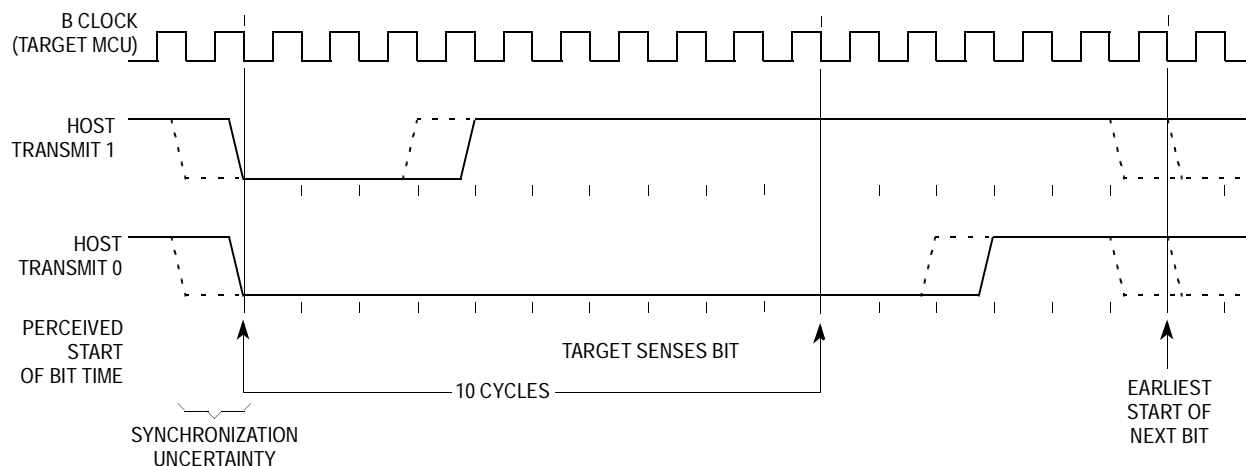 B CLOCK
(TARGET MCU)
HOST
TRANSMIT 1
HOST
TRANSMIT 0
PERCEIVED
START
OF BIT TIME
TARGET SENSES BIT
10 CYCLES
SYNCHRONIZATION
UNCERTAINTY
EARLIEST
START OF
NEXT BIT